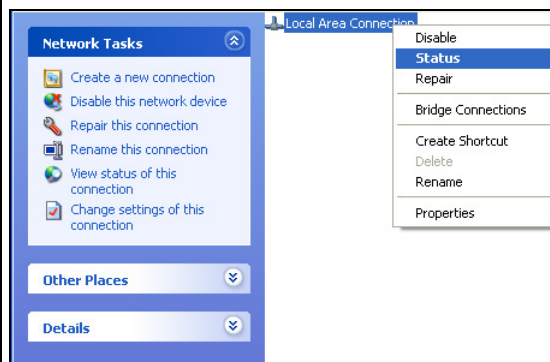 Network Tasks
Create a new connection
Disable this network device
Repair this connection
Rename this connection
View status of this
connection
Change settings of this
connection
Other Places
Details
Local Area Connection
Disable
Status
Repair
Bridge Connections
Create Shortcut
Delete
Rename
Properties